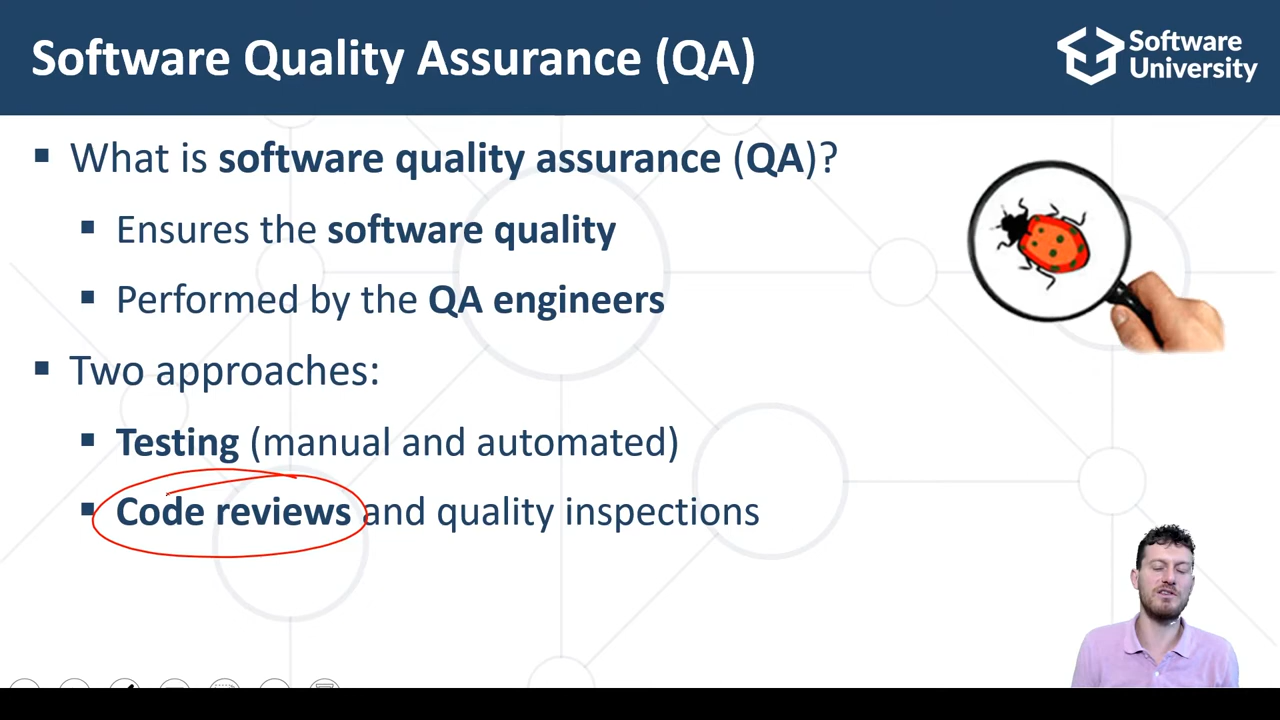 Software Quality Assurance (QA)
Software
University
▪ What is software quality assurance (QA)?
▪ Ensures the software quality
▪ Performed by the QA engineers
▪ Two approaches:
▪ Testing (manual and automated)
▪ Code reviews and quality inspections